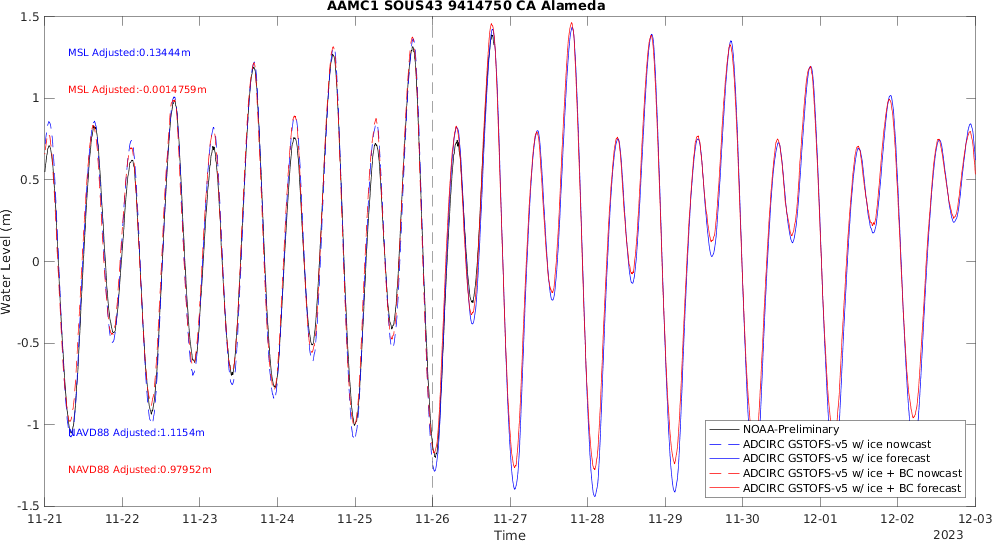 AAMC1 SOUS43 9414750 CA Alameda
1.5
1
0.5
0
-0.5
-1
-1.5
Water Level (m)
MSL Adjusted:0.13444m
MSL Adjusted:-0.0014759m
NAVD88 Adjusted:1.1154m
NAVD88 Adjusted:0.97952m
NOAA-Preliminary
ADCIRC GSTOFS-v5 w/ ice nowcast
ADCIRC GSTOFS-v5 w/ ice forecast
ADCIRC GSTOFS-v5 w/ ice + BC nowcast
ADCIRC GSTOFS-v5 w/ ice + BC forecast
11-21 11-22 11-23 11-24 11-25 11-26 11-27 11-28 11-29 11-30 12-01 12-02 12-03
Time
2023